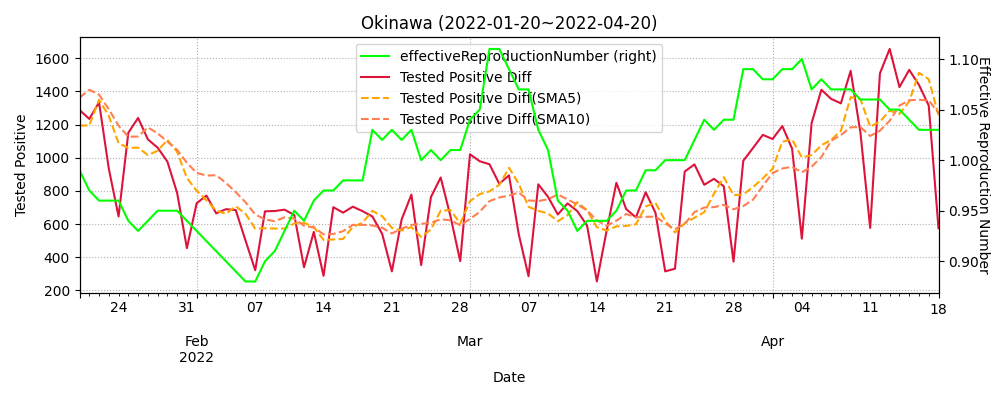 Okinawa (2022-01-20~2022-04-20)
effectiveReproductionNumber (right)
Tested Positive Diff
Tested Positive Diff(SMA5)
Tested Positive Diff(SMA10)
Tested Positive
1600
1400
1200
1000
800
600
400
200
1.10
1.05
1.00
0.95
0.90
Effective Reproduction Number
24 31 07 14 21 28 07 14 21 28 04 11 18
Feb Mar Apr
2022
Date